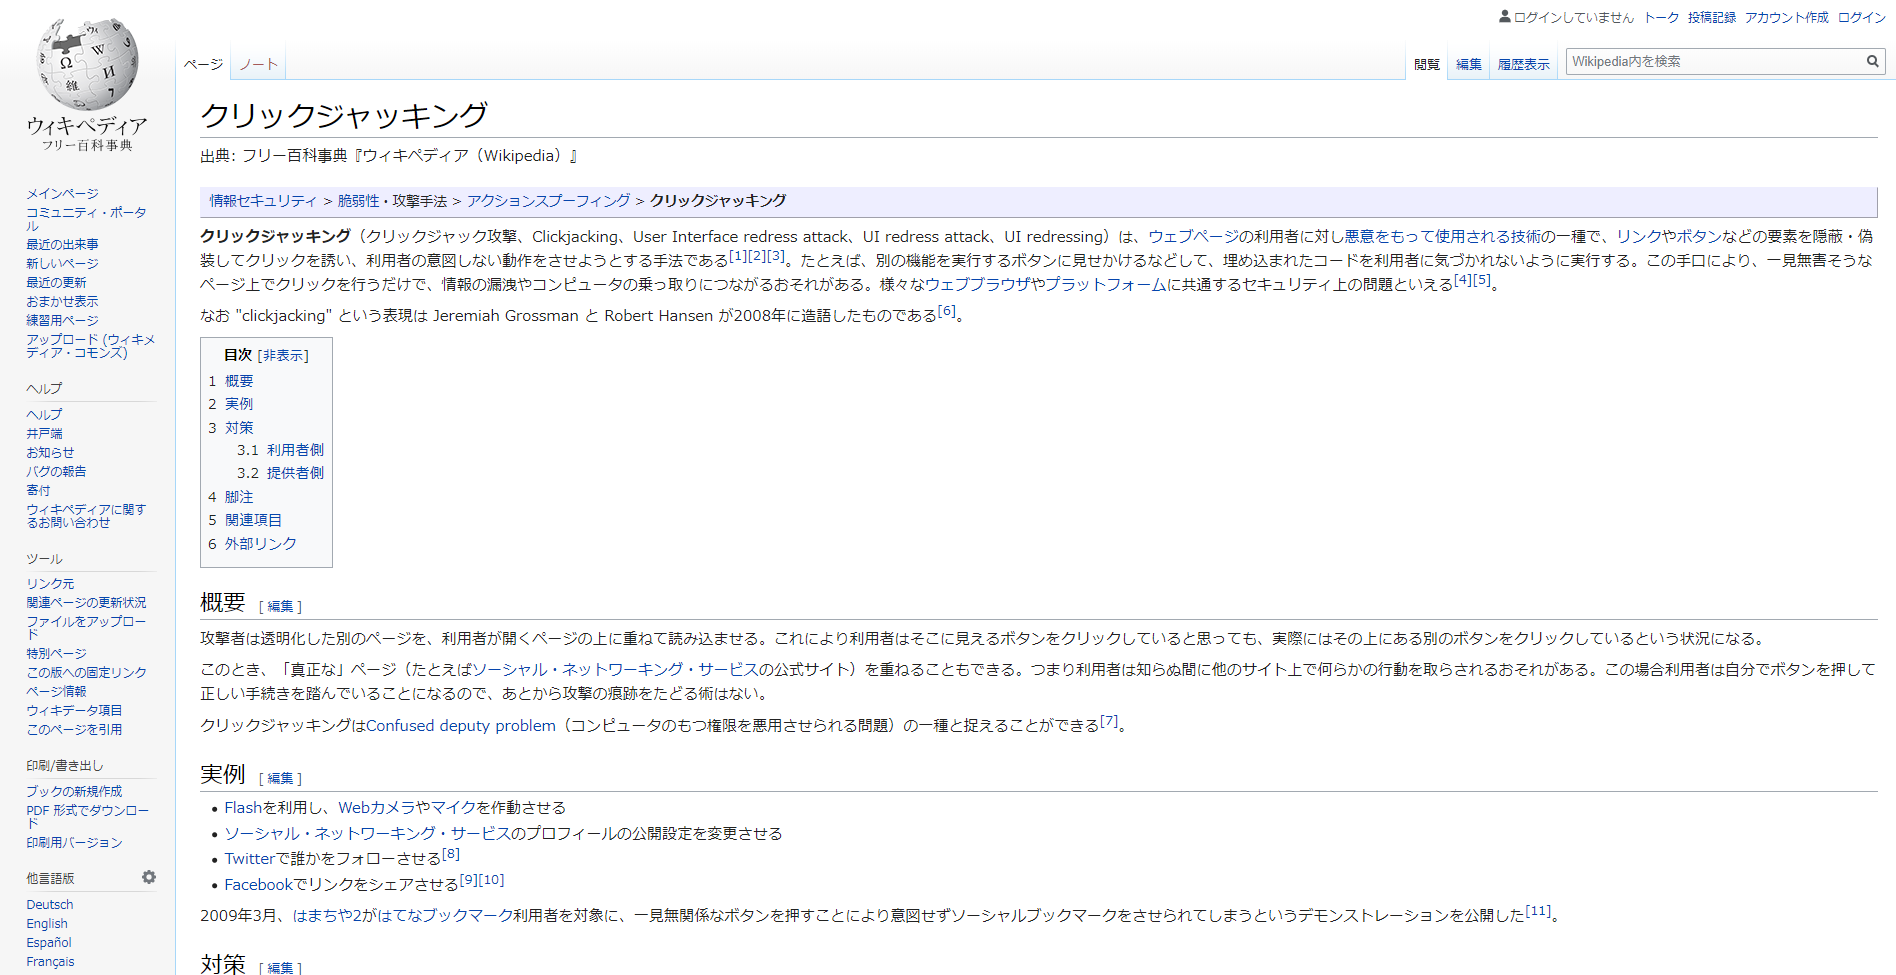 ログインしていません トーク 投稿記録 アカウント作成 ログイン
ページ ノート 閲覧 編集 履歴表示 Wikipedia内を検索
ウィキペディア
フリー百科事典
メインページ
コミュニティ・ポータ
ル
最近の出来事
新しいページ
最近の更新
おまかせ表示
練習用ページ
アップロード (ウィキメ
ディア・コモンズ)
ヘルプ
ヘルプ
井戸端
お知らせ
バグの報告
寄付
ウィキペディアに関す
るお問い合わせ
ツール
リンク元
関連ページの更新状況
ファイルをアップロー
ド
特別ページ
この版への固定リンク
ページ情報
ウィキデータ項目
このページを引用
印刷/書き出し
ブックの新規作成
PDF 形式でダウンロー
ド
印刷用バージョン
他言語版
Deutsch
English
Español
Français
クリックジャッキング
出典: フリー百科事典『ウィキペディア（Wikipedia）』
情報セキュリティ > 脆弱性・攻撃手法 > アクションスプーフィング > クリックジャッキング
クリックジャッキング（クリックジャック攻撃、Clickjacking、User Interface redress attack、UI redress attack、UI redressing）は、ウェブページの利用者に対し悪意をもって使用される技術の一種で、リンクやボタンなどの要素を隠蔽・偽
装してクリックを誘い、利用者の意図しない動作をさせようとする手法である[1][2][3]。たとえば、別の機能を実行するボタンに見せかけるなどして、埋め込まれたコードを利用者に気づかれないように実行する。この手口により、一見無害そうな
ページ上でクリックを行うだけで、情報の漏洩やコンピュータの乗っ取りにつながるおそれがある。様々なウェブブラウザやプラットフォームに共通するセキュリティ上の問題といえる[4][5]。
なお "clickjacking" という表現は Jeremiah Grossman と Robert Hansen が2008年に造語したものである[6]。
目次 [非表示]
1 概要
2 実例
3 対策
3.1 利用者側
3.2 提供者側
4 脚注
5 関連項目
6 外部リンク
概要 [ 編集 ]
攻撃者は透明化した別のページを、利用者が開くページの上に重ねて読み込ませる。これにより利用者はそこに見えるボタンをクリックしていると思っても、実際にはその上にある別のボタンをクリックしているという状況になる。
このとき、「真正な」ページ（たとえばソーシャル・ネットワーキング・サービスの公式サイト）を重ねることもできる。つまり利用者は知らぬ間に他のサイト上で何らかの行動を取らされるおそれがある。この場合利用者は自分でボタンを押して
正しい手続きを踏んでいることになるので、あとから攻撃の痕跡をたどる術はない。
クリックジャッキングはConfused deputy problem（コンピュータのもつ権限を悪用させられる問題）の一種と捉えることができる[7]。
実例 [ 編集 ]
• Flashを利用し、Webカメラやマイクを作動させる
• ソーシャル・ネットワーキング・サービスのプロフィールの公開設定を変更させる
• Twitterで誰かをフォローさせる[8]
• Facebookでリンクをシェアさせる[9][10]
2009年3月、はまちや2がはてなブックマーク利用者を対象に、一見無関係なボタンを押すことにより意図せずソーシャルブックマークをさせられてしまうというデモンストレーションを公開した[11]。
対策 [ 編集 ]